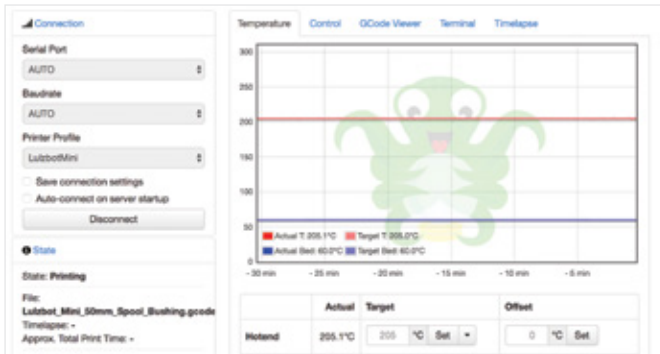 Connection
Serial Port
AUTO
Baudrate
AUTO
Printer Profile
LulzbotMini
Save connection settings
Auto-connect on server startup
Disconnect
State
State: Printing
File:
Lulzbot_Mini_50mm_Spool_Bushing.gcode
Timelapse: -
Approx. Total Print Time: -
Temperature Control GCode Viewer Terminal Timelapse
300
250
200
150
100
50
0
Actual T: 205.1°C Target T: 205.0°C
Actual Bed: 60.0°C Target Bed: 60.0°C
- 30 min - 25 min - 20 min - 15 min - 10 min - 5 min
Actual Target Offset
Hotend 205.1°C 205 °C Set 0 °C Set